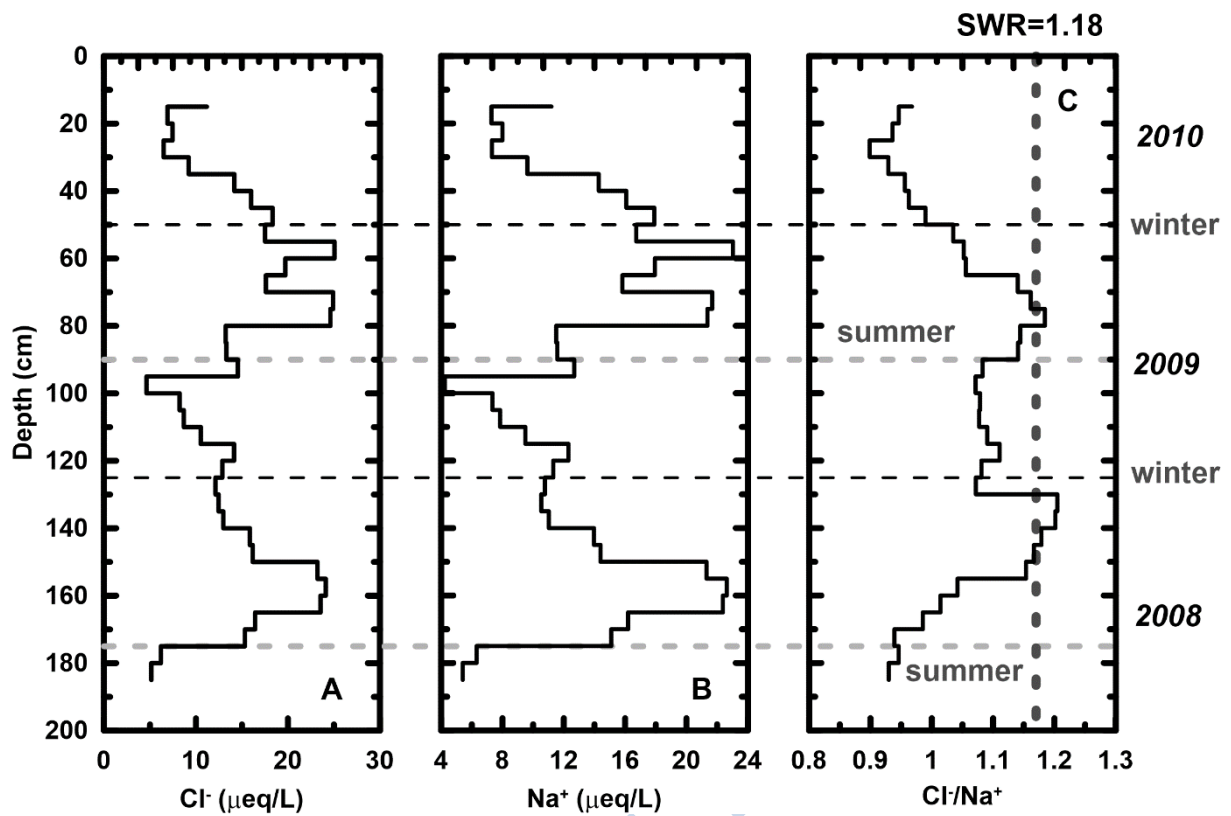 SWR=1.18
0
20
40
60
80
100
120
140
160
180
200
Depth (cm)
A
B
C
summer
summer
2010
winter
2009
winter
2008
0 10 20 30
4 8 12 16 20 24
0.8 0.9 1 1.1 1.2 1.3
Cl⁻ (μeq/L)
Na⁺ (μeq/L)
Cl⁻/Na⁺